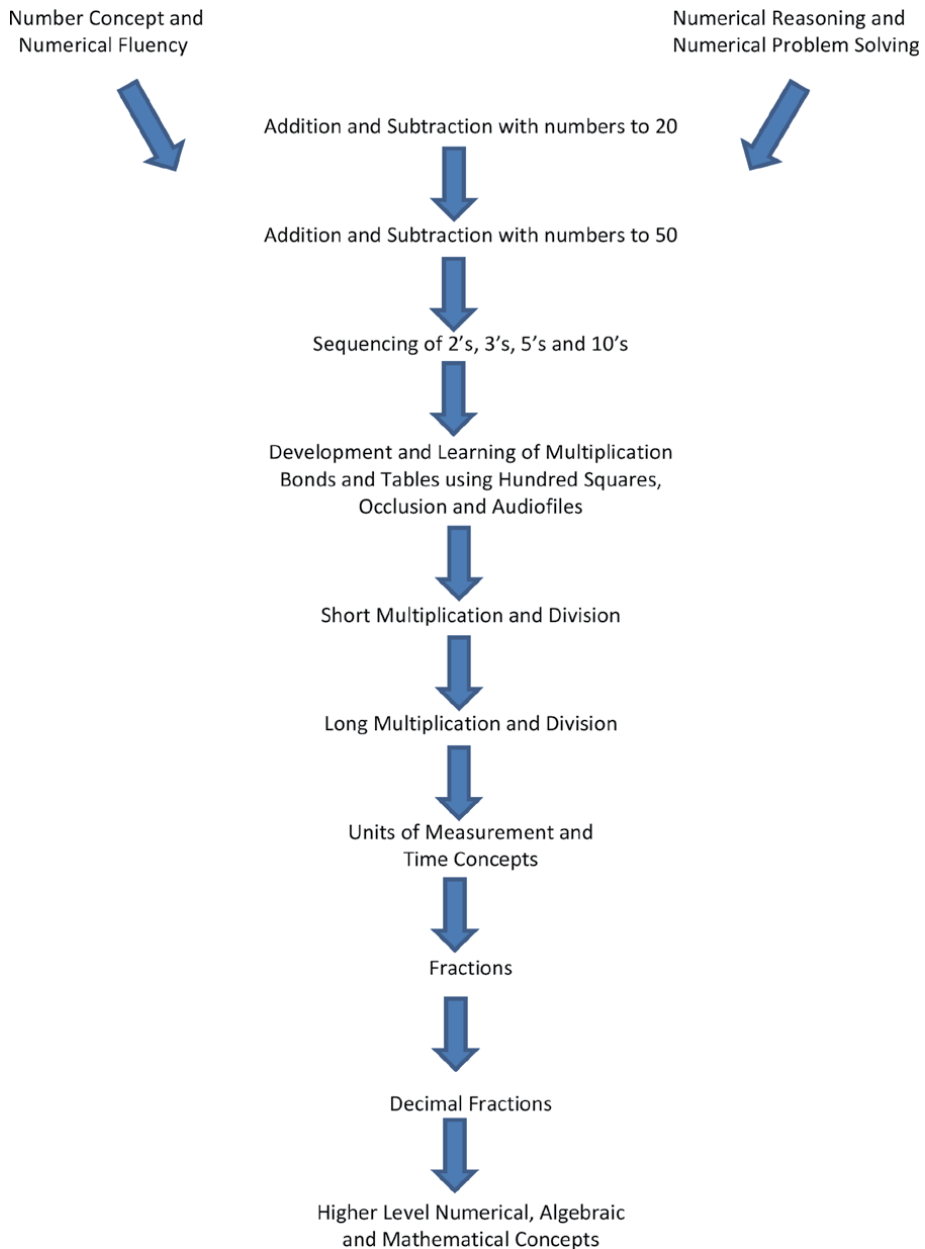 Number Concept and
Numerical Fluency
Numerical Reasoning and
Numerical Problem Solving
Addition and Subtraction with numbers to 20
Addition and Subtraction with numbers to 50
Sequencing of 2’s, 3’s, 5’s and 10’s
Development and Learning of Multiplication
Bonds and Tables using Hundred Squares,
Occlusion and Audiofiles
Short Multiplication and Division
Long Multiplication and Division
Units of Measurement and
Time Concepts
Fractions
Decimal Fractions
Higher Level Numerical, Algebraic
and Mathematical Concepts